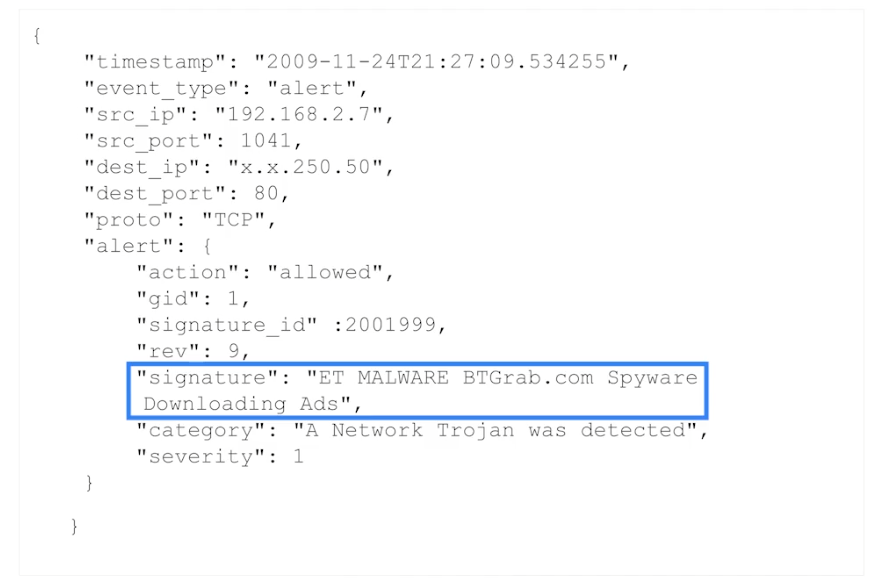 {
"timestamp": "2009-11-24T21:27:09.534255",
"event_type": "alert",
"src_ip": "192.168.2.7",
"src_port": 1041,
"dest_ip": "x.x.250.50",
"dest_port": 80,
"proto": "TCP",
"alert": {
"action": "allowed",
"gid": 1,
"signature_id" :2001999,
"rev": 9,
"signature": "ET MALWARE BTGrab.com Spyware
Downloading Ads",
"category": "A Network Trojan was detected",
"severity": 1
}
}